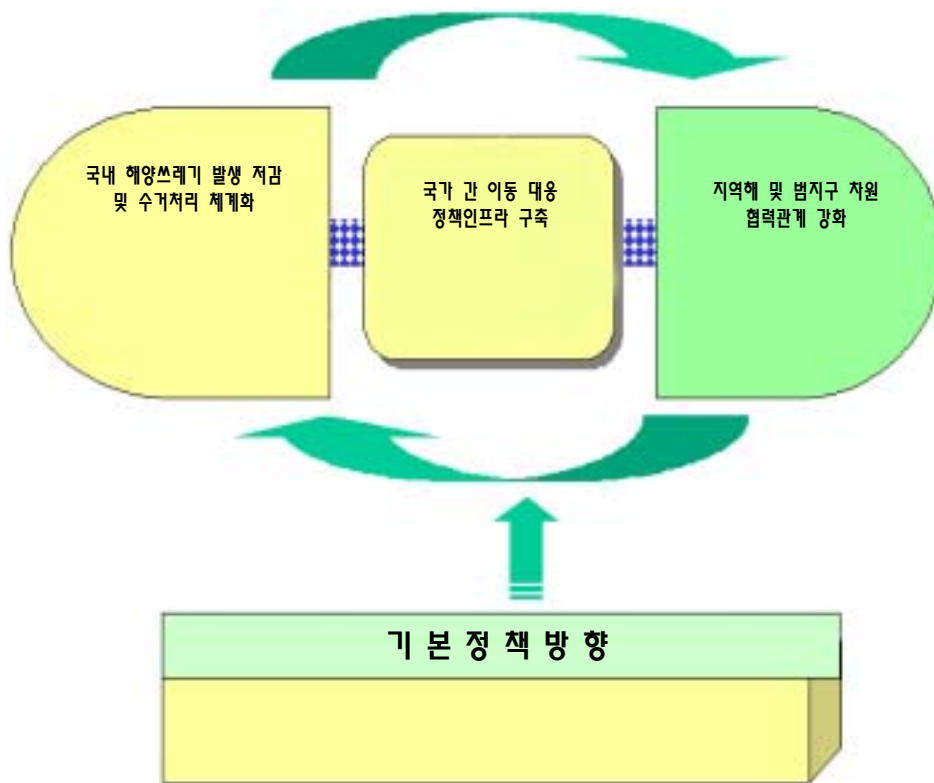 국내 해양쓰레기 발생 저감
및 수거처리 체계화
국가 간 이동 대응
정책인프라 구축
지역해 및 범지구 차원
협력관계 강화
기본정책방향